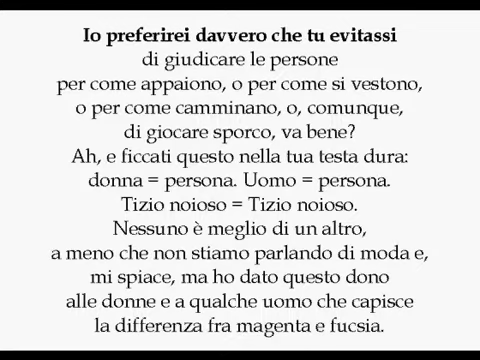 Io preferirei davvero che tu evitassi
di giudicare le persone
per come appaiono, o per come si vestono,
o per come camminano, o, comunque,
di giocare sporco, va bene?
Ah, e ficcati questo nella tua testa dura:
donna = persona. Uomo = persona.
Tizio noioso = Tizio noioso.
Nessuno è meglio di un altro,
a meno che non stiamo parlando di moda e,
mi spiace, ma ho dato questo dono
alle donne e a qualche uomo che capisce
la differenza fra magenta e fucsia.